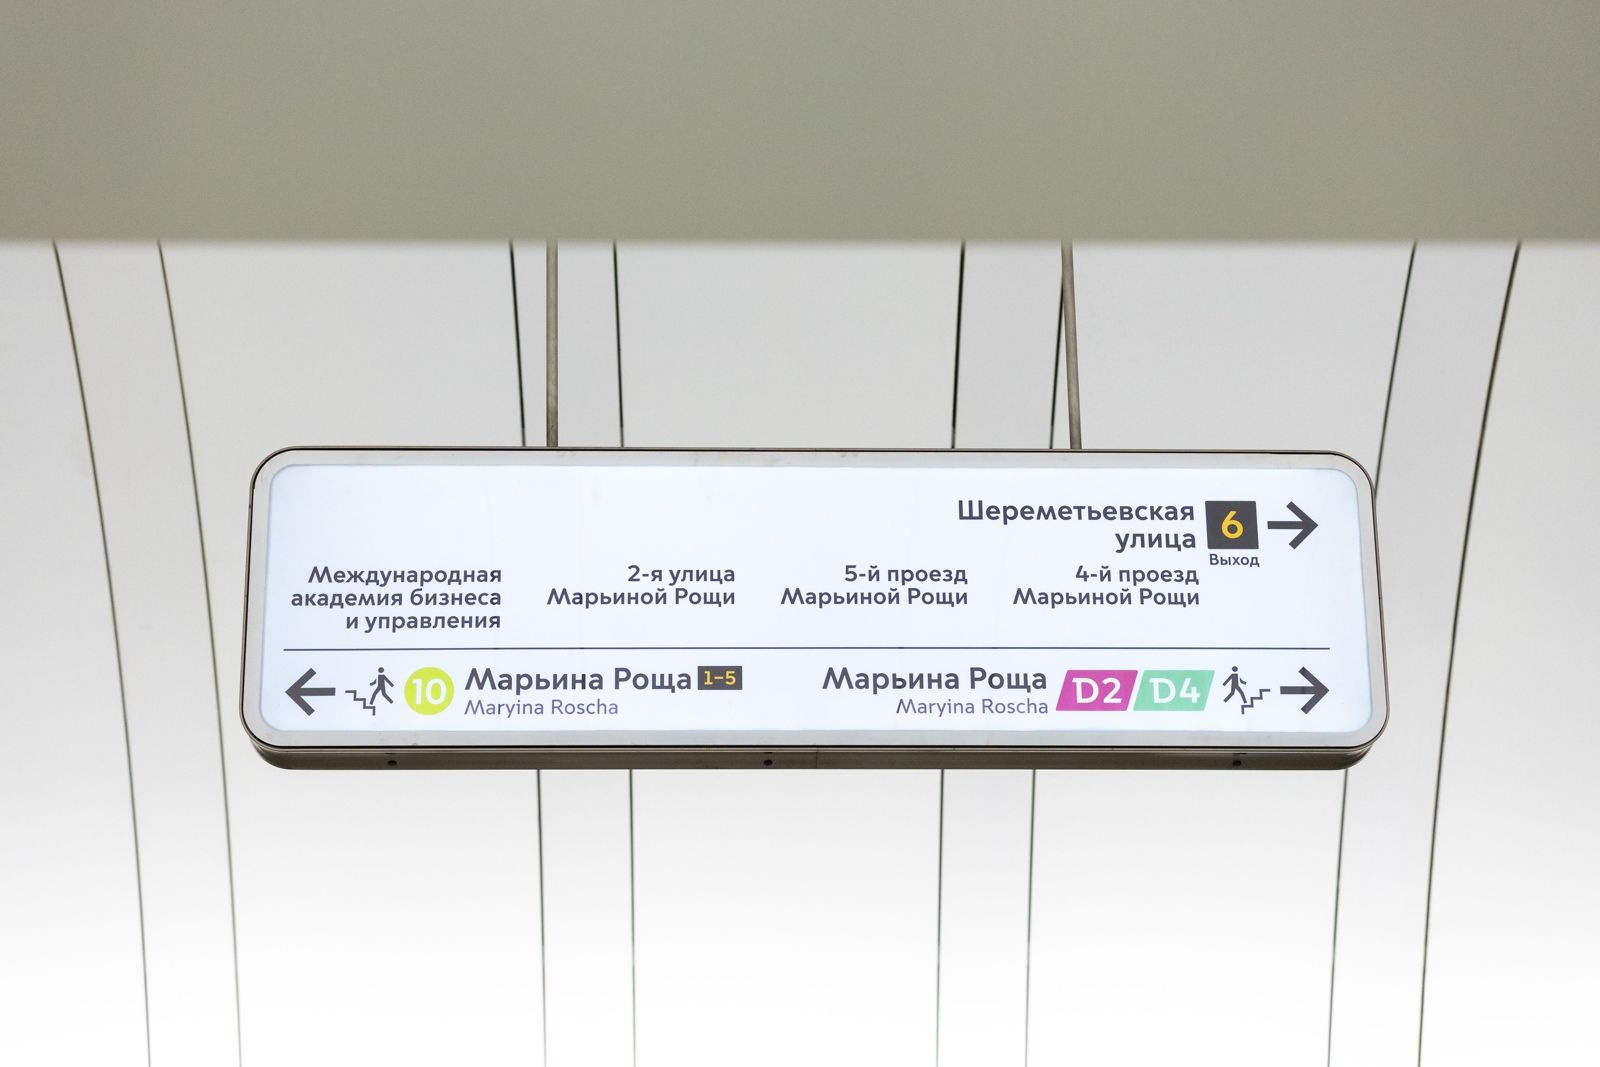 Шереметьевская
улица
6
Выход
Международная
академия бизнеса
и управления
2-я улица
Марьиной Рощи
5-й проезд
Марьиной Рощи
4-й проезд
Марьиной Рощи
10 Марьина Роща 1–5
Maryina Roscha
Марьина Роща D2 D4
Maryina Roscha